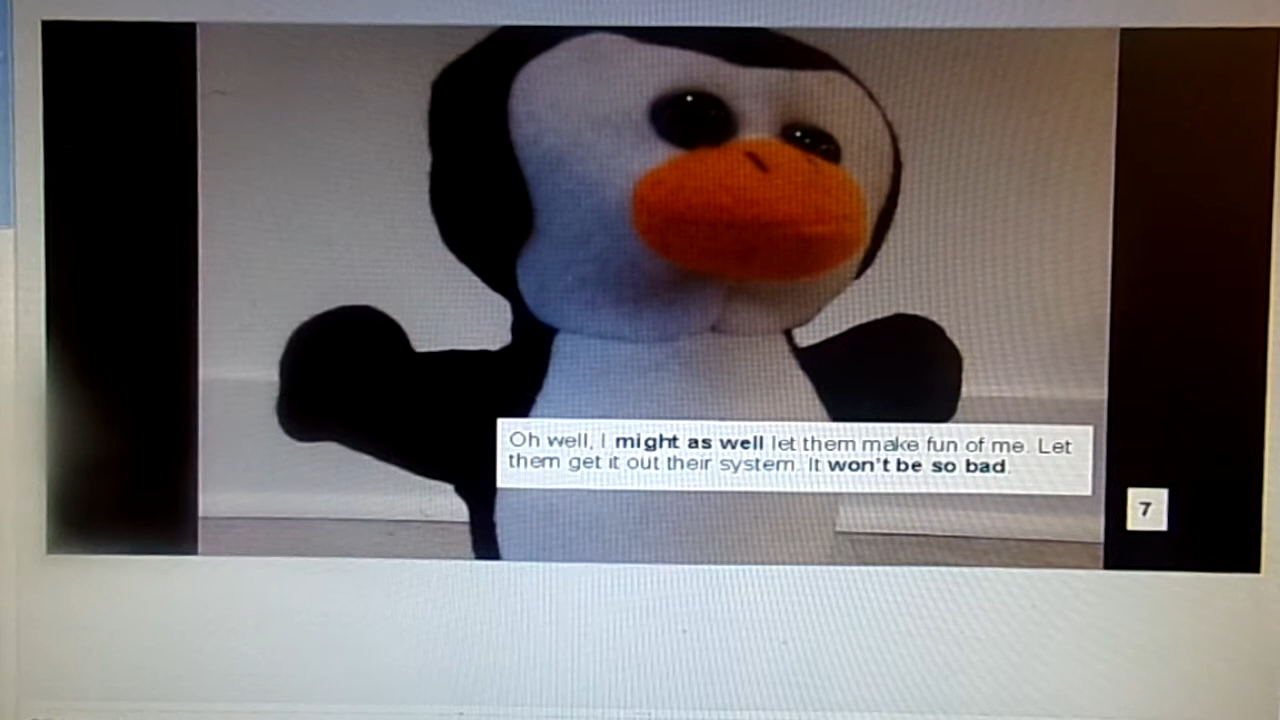 Oh well, I might as well let them make fun of me. Let
them get it out their system. It won't be so bad.
7